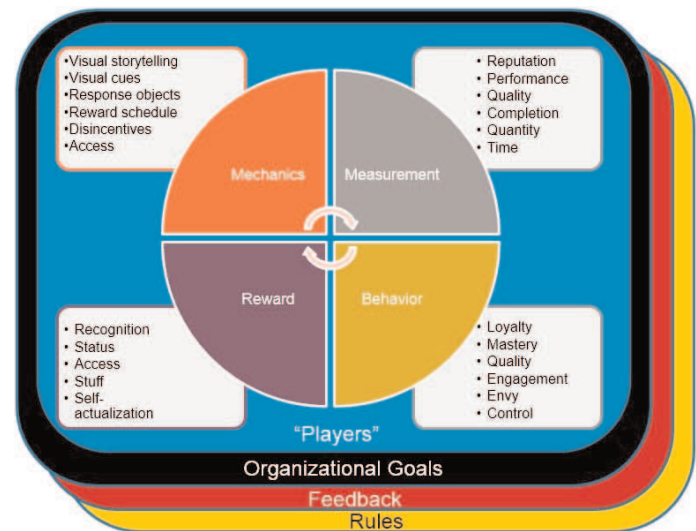 •Visual storytelling
•Visual cues
•Response objects
•Reward schedule
•Disincentives
•Access
• Reputation
• Performance
• Quality
• Completion
• Quantity
• Time
Mechanics
Measurement
Reward
Behavior
• Recognition
• Status
• Access
• Stuff
• Self-
actualization
• Loyalty
• Mastery
• Quality
• Engagement
• Envy
• Control
"Players"
Organizational Goals
Feedback
Rules